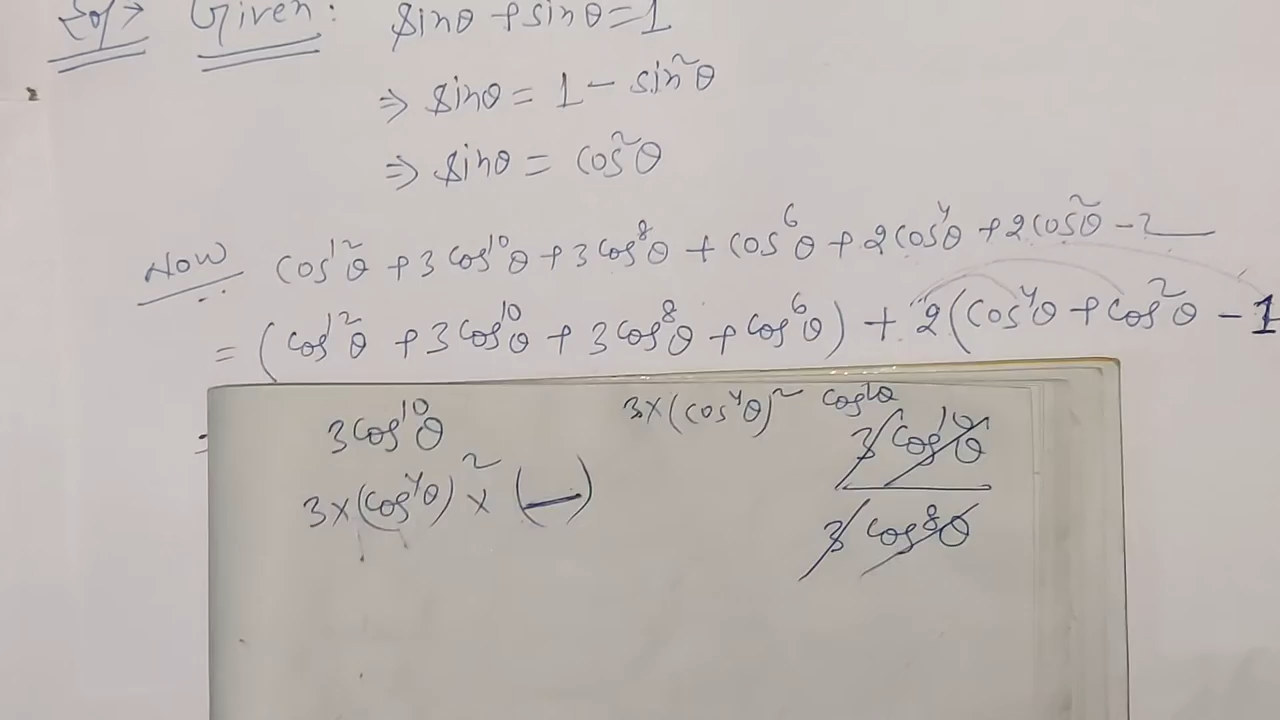 Sol⇒ Given: sinθ + sinθ = 1
⇒ sinθ = 1 - sin²θ
⇒ sinθ = cos²θ
Now cos¹²θ + 3cos¹⁰θ + 3cos⁸θ + cos⁶θ + 2cos⁴θ + 2cos²θ - 2
= (cos¹²θ + 3cos¹⁰θ + 3cos⁸θ + cos⁶θ) + 2(cos⁴θ + cos²θ - 1
=
3cos¹⁰θ
3×(cos⁴θ)² × (—)
3×(cos⁴θ)² cos²θ
3cos¹⁰θ
3cos⁸θ